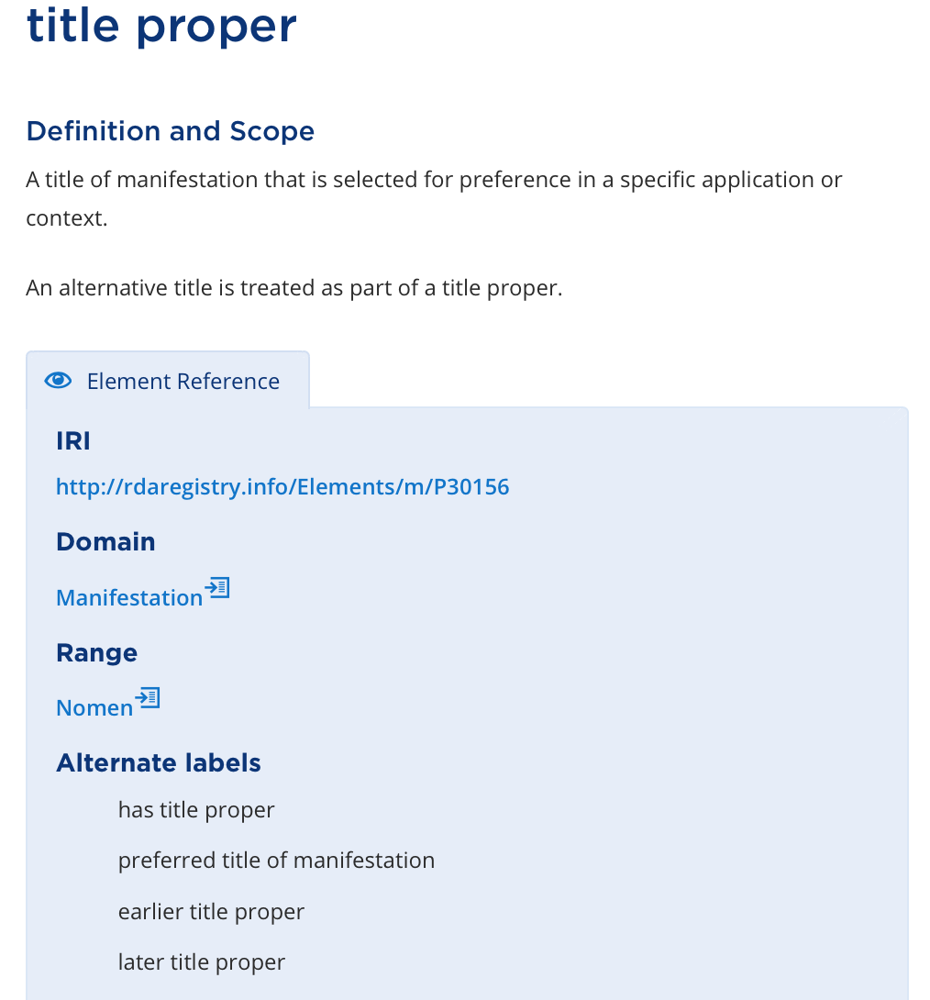 title proper
Definition and Scope
A title of manifestation that is selected for preference in a specific application or
context.
An alternative title is treated as part of a title proper.
Element Reference
IRI
http://rdaregistry.info/Elements/m/P30156
Domain
Manifestation
Range
Nomen
Alternate labels
has title proper
preferred title of manifestation
earlier title proper
later title proper